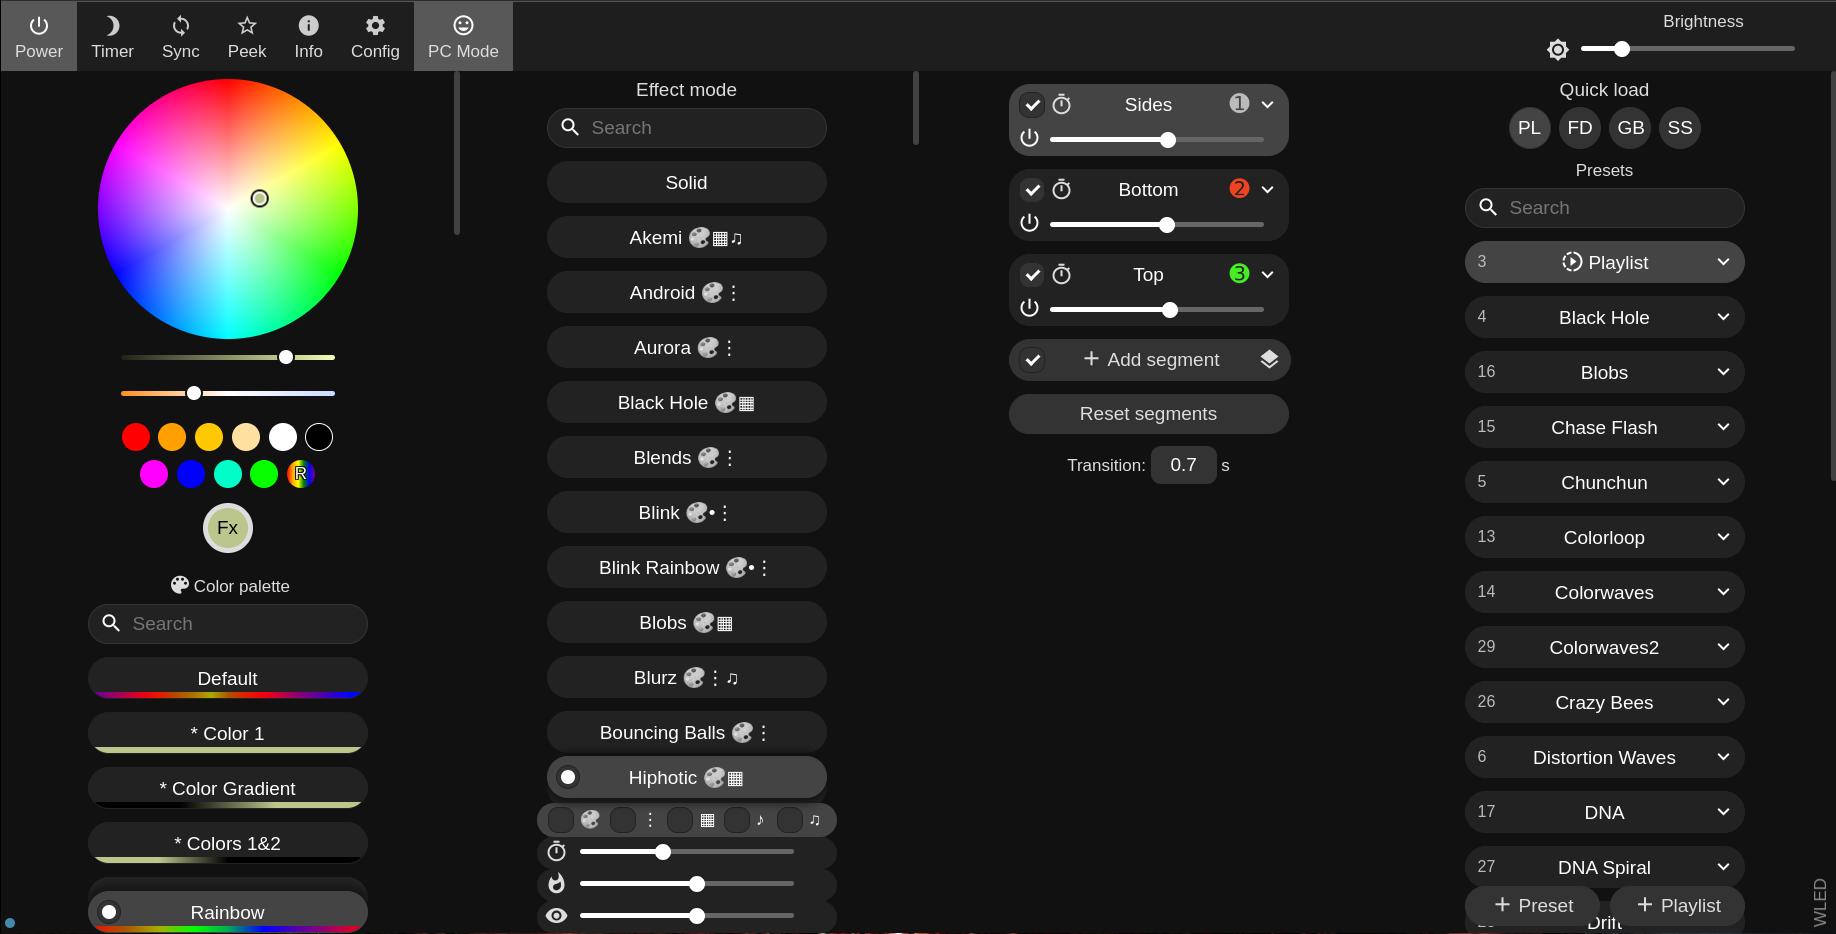 Power Timer Sync Peek Info Config PC Mode
Brightness
Fx
Color palette
Search
Default
* Color 1
* Color Gradient
* Colors 1&2
Rainbow
R
Effect mode
Search
Solid
Akemi
Android
Aurora
Black Hole
Blends
Blink
Blink Rainbow
Blobs
Blurz
Bouncing Balls
Hiphotic
Sides 1
Bottom 2
Top 3
+ Add segment
Reset segments
Transition: 0.7 s
Quick load
PL FD GB SS
Presets
Search
3 Playlist
4 Black Hole
16 Blobs
15 Chase Flash
5 Chunchun
13 Colorloop
14 Colorwaves
29 Colorwaves2
26 Crazy Bees
6 Distortion Waves
17 DNA
27 DNA Spiral
Drift
+ Preset + Playlist
WLED